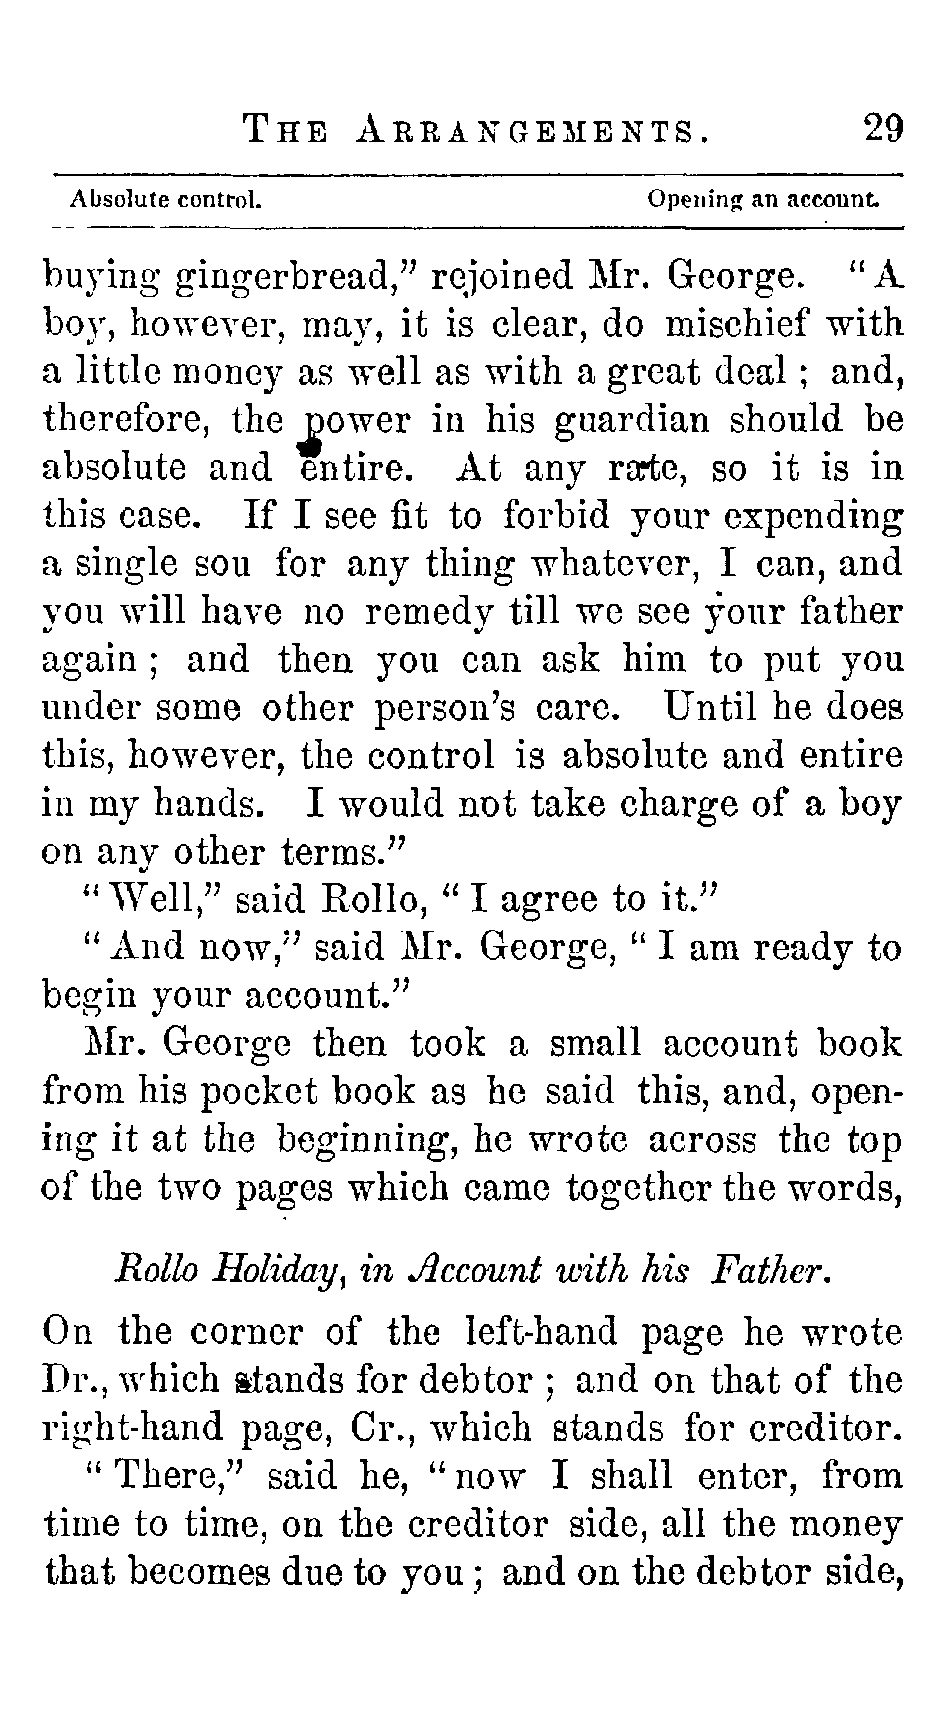 THE ARRANGEMENTS. 29
Absolute control. Opening an account.
buying gingerbread,” rejoined Mr. George. “A
boy, however, may, it is clear, do mischief with
a little money as well as with a great deal; and,
therefore, the power in his guardian should be
absolute and entire. At any rate, so it is in
this case. If I see fit to forbid your expending
a single sou for any thing whatever, I can, and
you will have no remedy till we see your father
again; and then you can ask him to put you
under some other person’s care. Until he does
this, however, the control is absolute and entire
in my hands. I would not take charge of a boy
on any other terms.”
“Well,” said Rollo, “I agree to it.”
“And now,” said Mr. George, “I am ready to
begin your account.”
Mr. George then took a small account book
from his pocket book as he said this, and, open-
ing it at the beginning, he wrote across the top
of the two pages which came together the words,
Rollo Holiday, in Account with his Father.
On the corner of the left-hand page he wrote
Dr., which stands for debtor; and on that of the
right-hand page, Cr., which stands for creditor.
“There,” said he, “now I shall enter, from
time to time, on the creditor side, all the money
that becomes due to you; and on the debtor side,